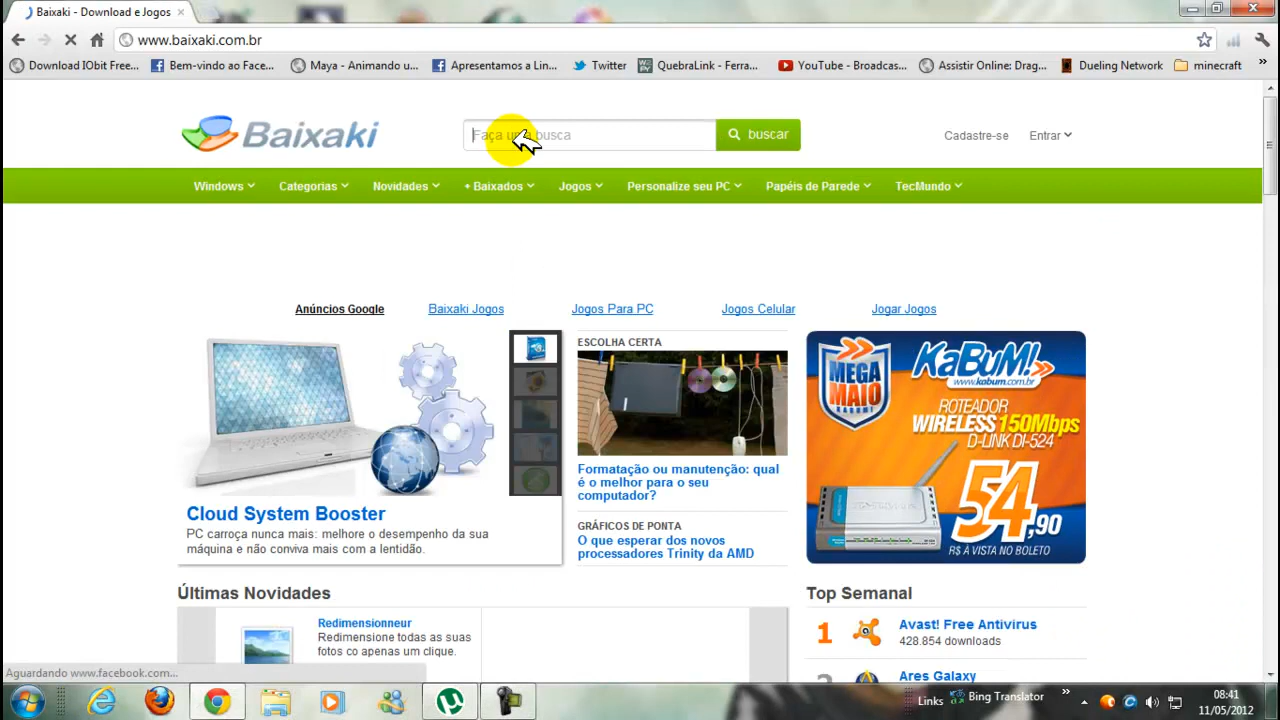 Baixaki - Download e Jogos
www.baixaki.com.br
Download IObit Free...
Bem-vindo ao Face...
Maya - Animando u...
Apresentamos a Lin...
Twitter
QuebraLink - Ferra...
YouTube - Broadcas...
Assistir Online: Drag...
Dueling Network
minecraft
Baixaki
Faça busca
buscar
Cadastre-se
Entrar
Windows
Categorias
Novidades
+ Baixados
Jogos
Personalize seu PC
Papéis de Parede
TecMundo
Anúncios Google
Baixaki Jogos
Jogos Para PC
Jogos Celular
Jogar Jogos
Cloud System Booster
PC carroça nunca mais: melhore o desempenho da sua
máquina e não conviva mais com a lentidão.
ESCOLHA CERTA
Formatação ou manutenção: qual
é o melhor para o seu
computador?
GRÁFICOS DE PONTA
O que esperar dos novos
processadores Trinity da AMD
MEGA
MAIO
KABUM!
KaBuM!
www.kabum.com.br
ROTEADOR
WIRELESS 150Mbps
D-LINK DI-524
54,90
R$ À VISTA NO BOLETO
Últimas Novidades
Redimensionneur
Redimensione todas as suas
fotos co apenas um clique.
Top Semanal
1
Avast! Free Antivirus
428.854 downloads
2
Ares Galaxy
Aguardando www.facebook.com...
Links
Bing Translator
08:41
11/05/2012